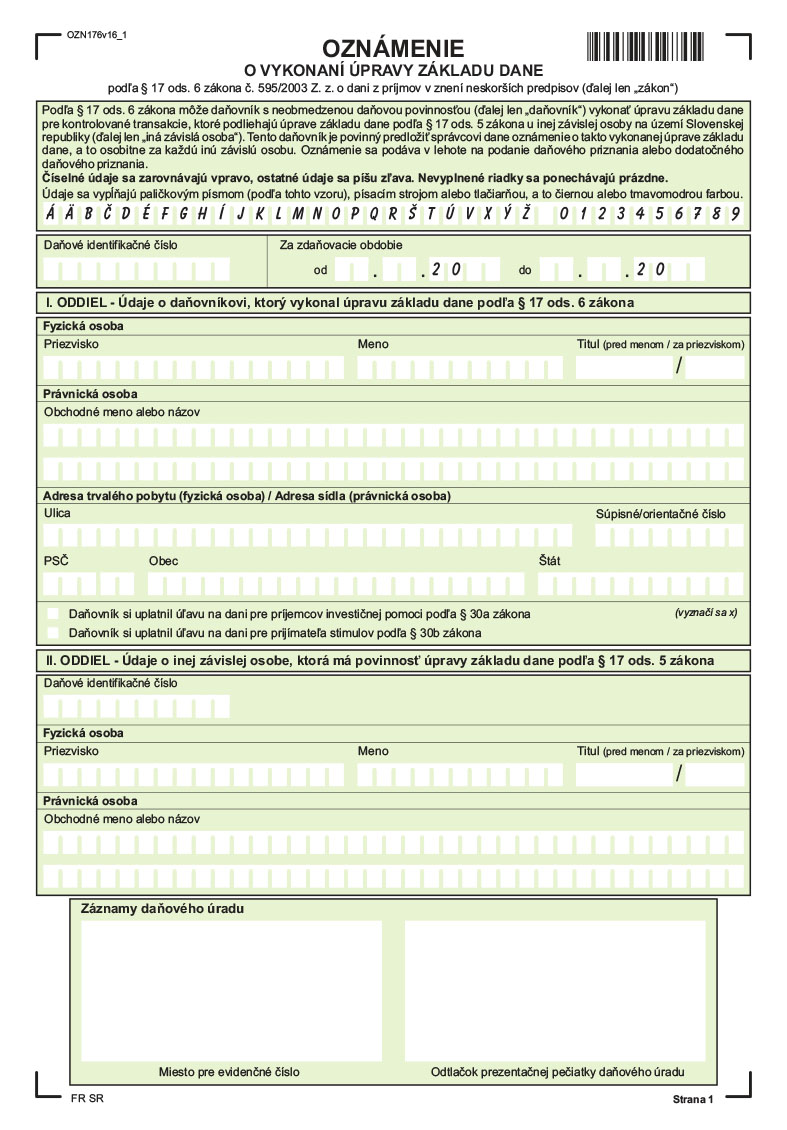 OZN176v16_1
OZNÁMENIE
O VYKONANÍ ÚPRAVY ZÁKLADU DANE
podľa § 17 ods. 6 zákona č. 595/2003 Z. z. o dani z príjmov v znení neskorších predpisov (ďalej len „zákon“)
Podľa § 17 ods. 6 zákona môže daňovník s neobmedzenou daňovou povinnosťou (ďalej len „daňovník“) vykonať úpravu základu dane
pre kontrolované transakcie, ktoré podliehajú úprave základu dane podľa § 17 ods. 5 zákona u inej závislej osoby na území Slovenskej
republiky (ďalej len „iná závislá osoba“). Tento daňovník je povinný predložiť správcovi dane oznámenie o takto vykonanej úprave základu
dane, a to osobitne za každú inú závislú osobu. Oznámenie sa podáva v lehote na podanie daňového priznania alebo dodatočného
daňového priznania.
Číselné údaje sa zarovnávajú vpravo, ostatné údaje sa píšu zľava. Nevyplnené riadky sa ponechávajú prázdne.
Údaje sa vypĺňajú paličkovým písmom (podľa tohto vzoru), písacím strojom alebo tlačiarňou, a to čiernou alebo tmavomodrou farbou.
Á Ä B Č D É F G H Í J K L M N O P Q R Š T Ú V X Ý Ž 0 1 2 3 4 5 6 7 8 9
Daňové identifikačné číslo Za zdaňovacie obdobie
od . . 2 0 do . . 2 0
I. ODDIEL - Údaje o daňovníkovi, ktorý vykonal úpravu základu dane podľa § 17 ods. 6 zákona
Fyzická osoba
Priezvisko Meno Titul (pred menom / za priezviskom)
/
Právnická osoba
Obchodné meno alebo názov
Adresa trvalého pobytu (fyzická osoba) / Adresa sídla (právnická osoba)
Ulica Súpisné/orientačné číslo
PSČ Obec Štát
Daňovník si uplatnil úľavu na dani pre príjemcov investičnej pomoci podľa § 30a zákona (vyznačí sa x)
Daňovník si uplatnil úľavu na dani pre prijímateľa stimulov podľa § 30b zákona
II. ODDIEL - Údaje o inej závislej osobe, ktorá má povinnosť úpravy základu dane podľa § 17 ods. 5 zákona
Daňové identifikačné číslo
Fyzická osoba
Priezvisko Meno Titul (pred menom / za priezviskom)
/
Právnická osoba
Obchodné meno alebo názov
Záznamy daňového úradu
Miesto pre evidenčné číslo Odtlačok prezentačnej pečiatky daňového úradu
FR SR Strana 1